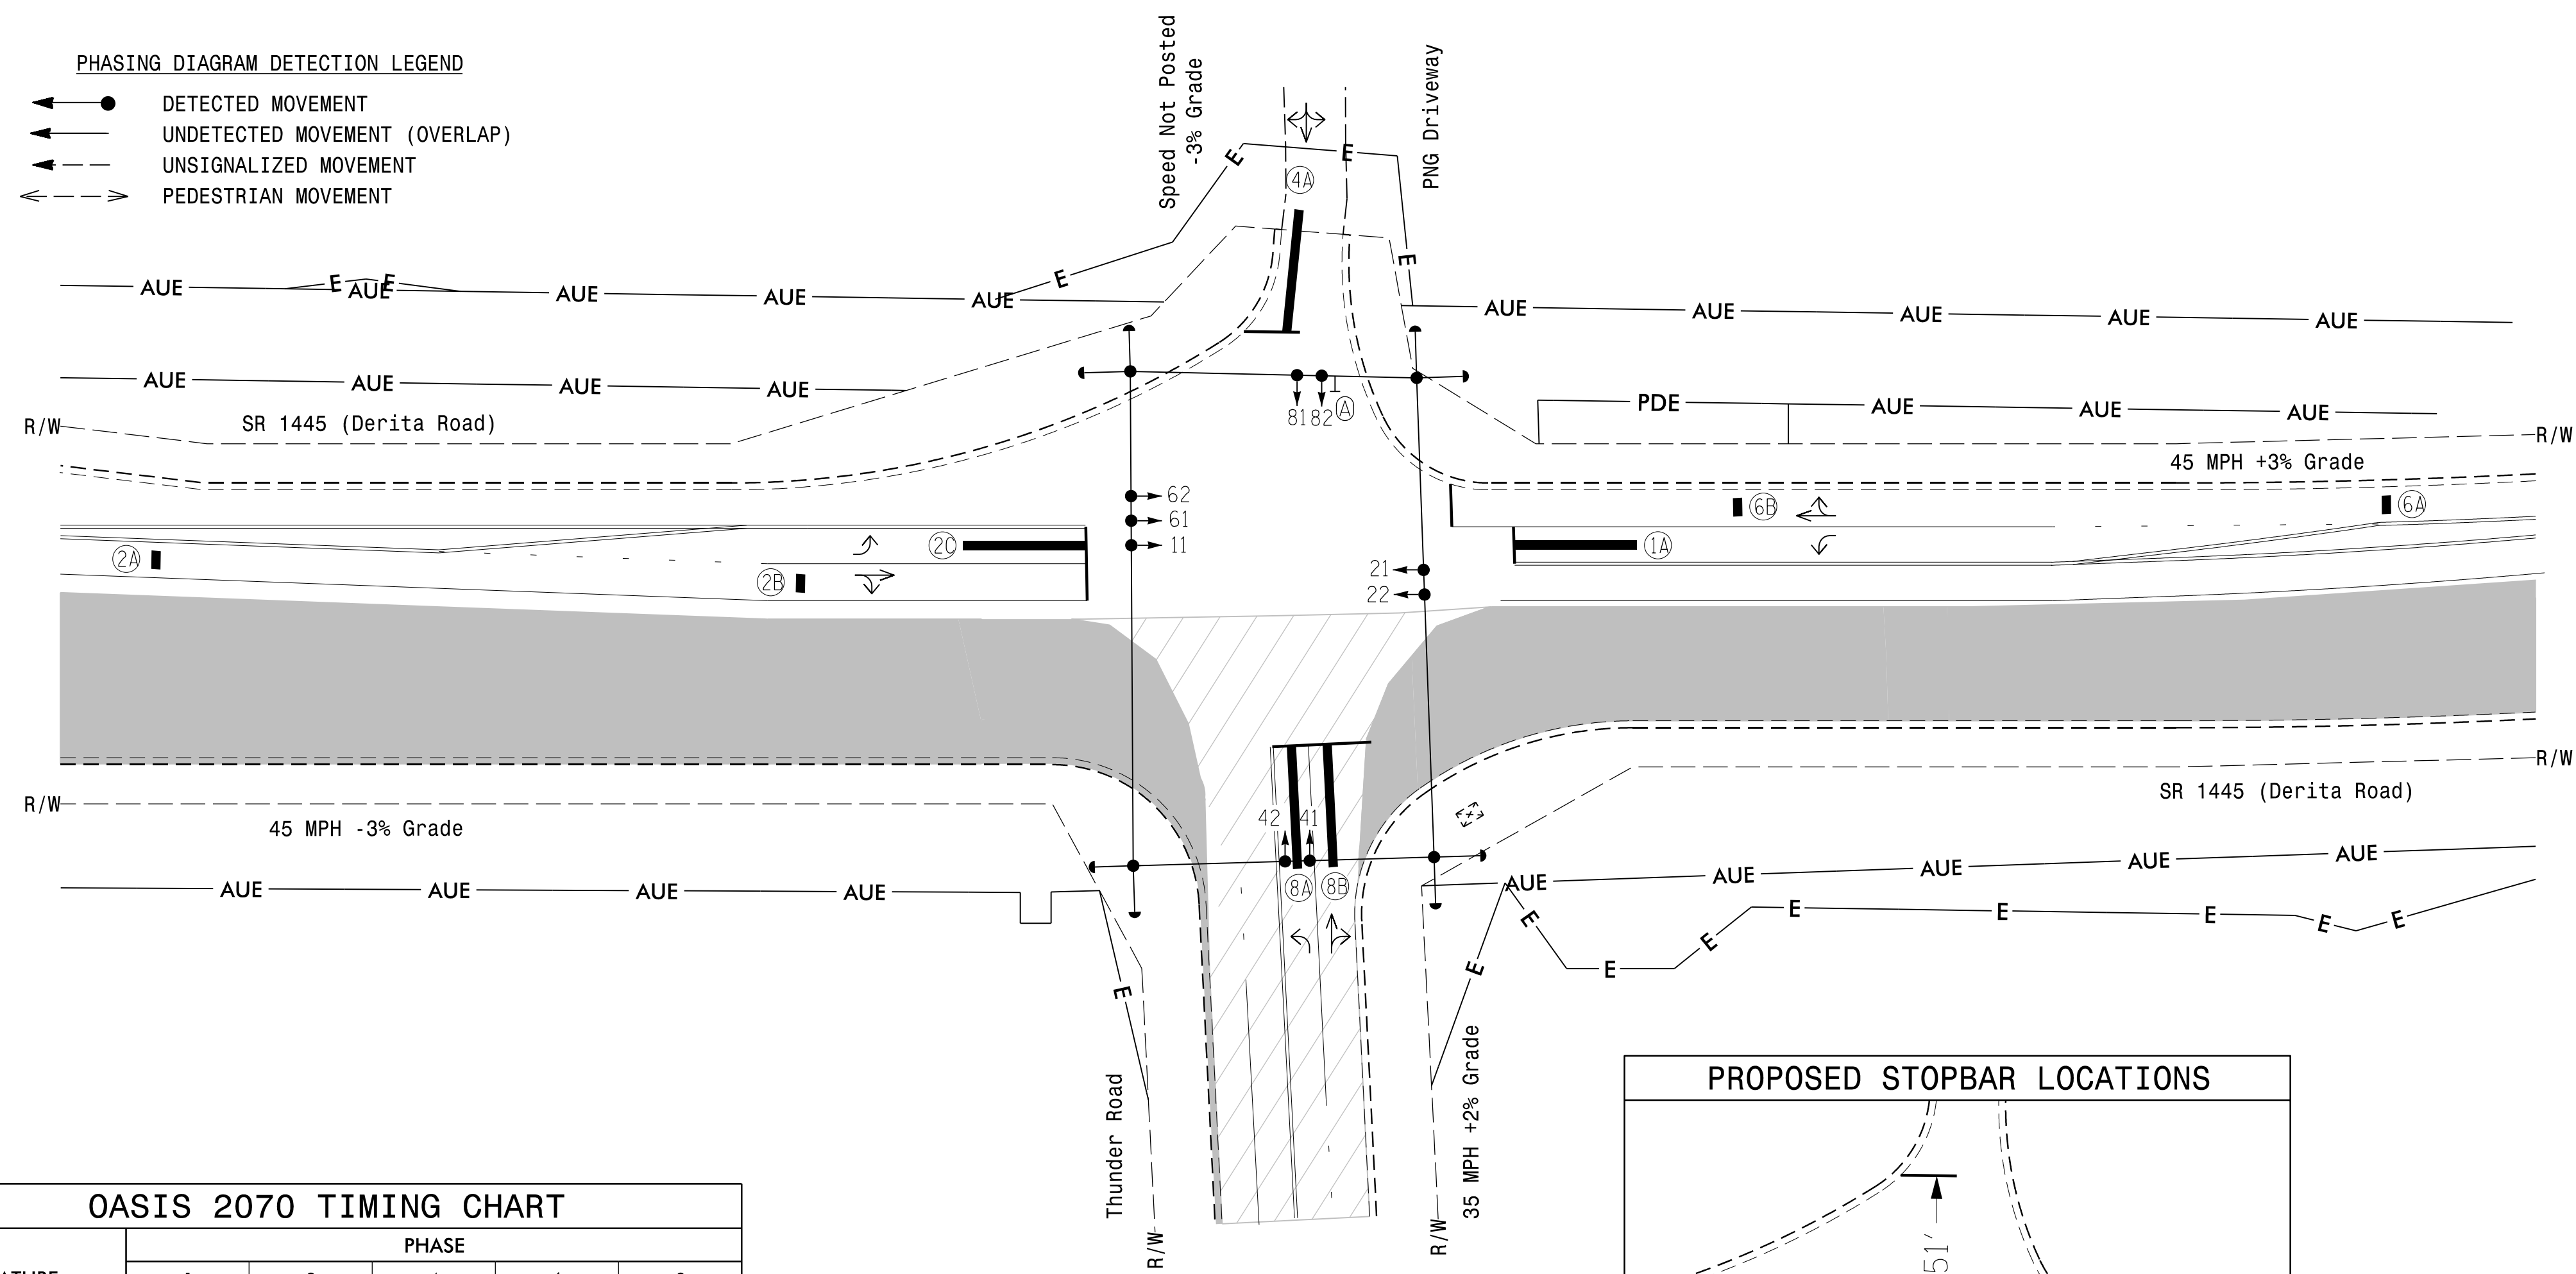 PHASING DIAGRAM DETECTION LEGEND
DETECTED MOVEMENT
UNDETECTED MOVEMENT (OVERLAP)
UNSIGNALIZED MOVEMENT
PEDESTRIAN MOVEMENT
Speed Not Posted
-3% Grade
PNG Driveway
E
E
4A
E
E
AUE
E
E
AUE
AUE
AUE
AUE
AUE
AUE
AUE
AUE
AUE
AUE
AUE
AUE
AUE
81
82
A
PDE
AUE
AUE
AUE
R/W
SR 1445 (Derita Road)
R/W
45 MPH +3% Grade
62
61
11
6B
6A
2A
2C
2B
1A
21
22
R/W
45 MPH -3% Grade
R/W
SR 1445 (Derita Road)
42
41
8A
8B
AUE
AUE
AUE
AUE
AUE
AUE
AUE
AUE
AUE
E
E
E
E
E
E
E
E
E
E
Thunder Road
R/W
35 MPH +2% Grade
R/W
PROPOSED STOPBAR LOCATIONS
51'
OASIS 2070 TIMING CHART
PHASE